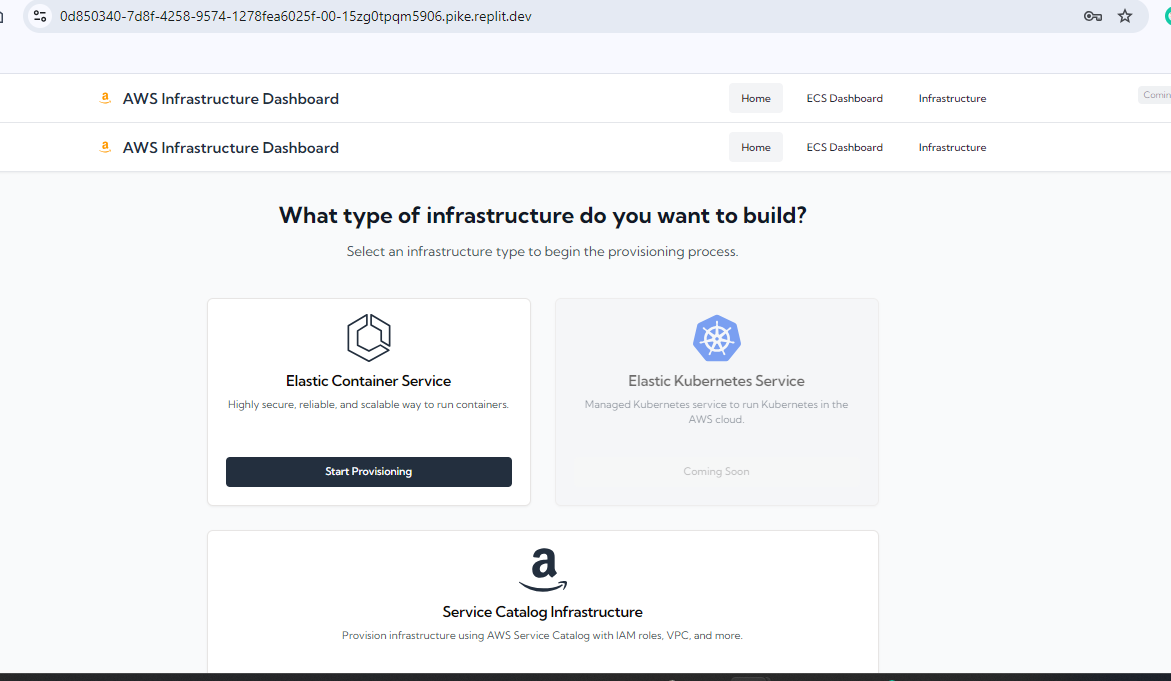 0d850340-7d8f-4258-9574-1278fea6025f-00-15zg0tpqm5906.pike.replit.dev
AWS Infrastructure Dashboard Home ECS Dashboard Infrastructure Comin
AWS Infrastructure Dashboard Home ECS Dashboard Infrastructure
What type of infrastructure do you want to build?
Select an infrastructure type to begin the provisioning process.
Elastic Container Service
Highly secure, reliable, and scalable way to run containers.
Start Provisioning
Elastic Kubernetes Service
Managed Kubernetes service to run Kubernetes in the
AWS cloud.
Coming Soon
Service Catalog Infrastructure
Provision infrastructure using AWS Service Catalog with IAM roles, VPC, and more.